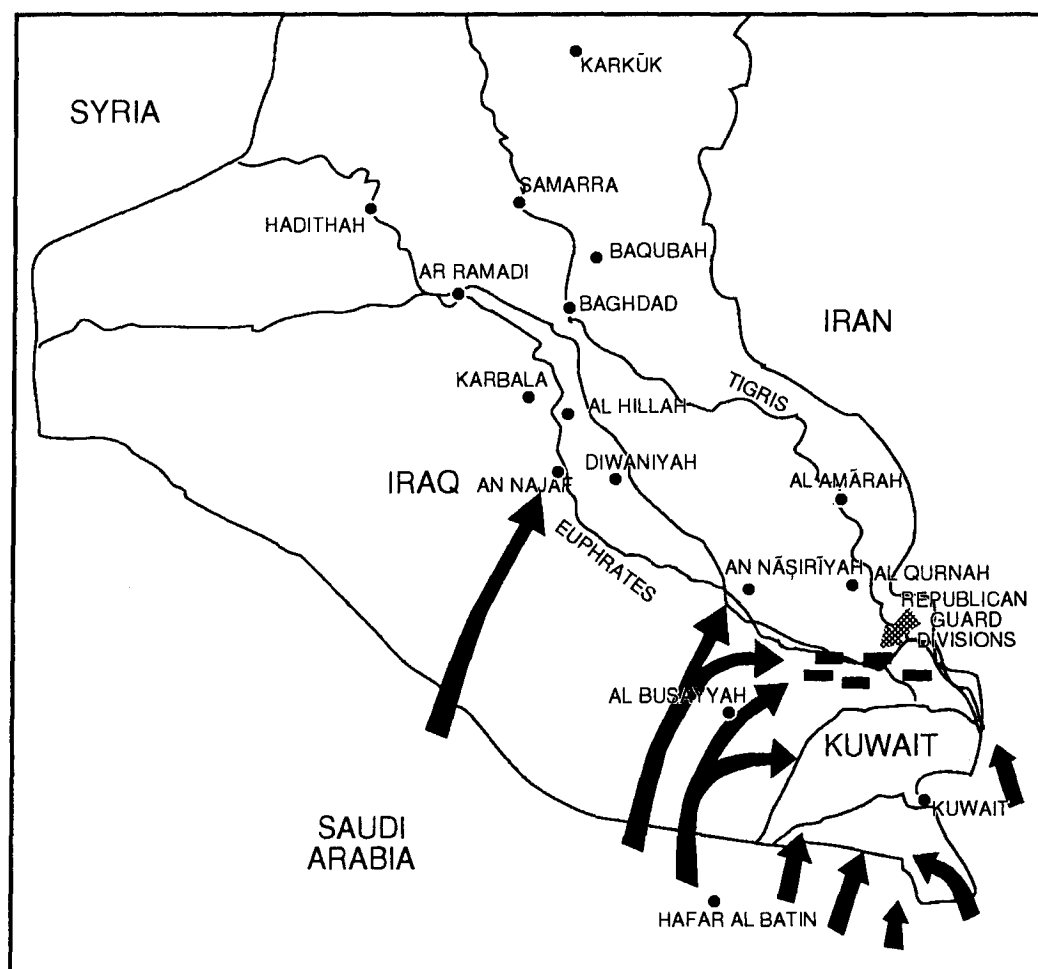 KARKŪK
SYRIA
SAMARRA
HADITHAH
BAQUBAH
AR RAMADI
BAGHDAD
IRAN
TIGRIS
KARBALA
AL HILLAH
DIWANIYAH
IRAQ
AN NAJAF
AL AMĀRAH
EUPHRATES
AN NĀṢIRĪYAH
AL QURNAH
REPUBLICAN
GUARD
DIVISIONS
AL BUSAYYAH
KUWAIT
KUWAIT
SAUDI
ARABIA
HAFAR AL BATIN